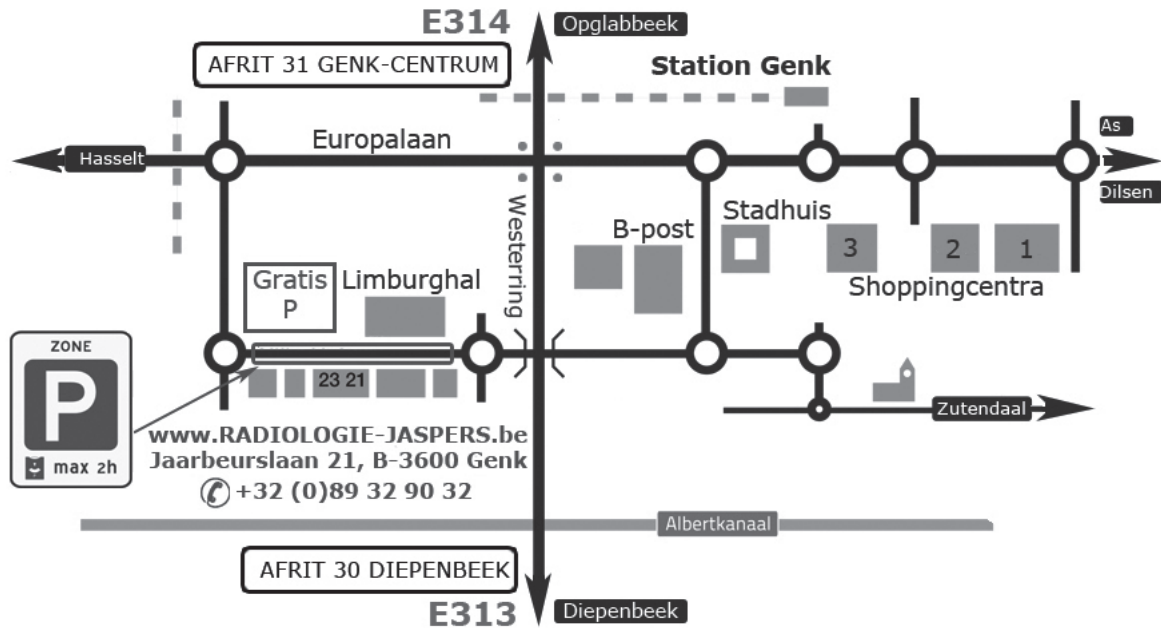 E314
Opglabbeek
AFRIT 31 GENK-CENTRUM
Station Genk
Europalaan
As
Hasselt
Dilsen
Westerring
Stadhuis
B-post
3
2
1
Gratis
P
Limburghal
Shoppingcentra
ZONE
P
max 2h
23 21
Zutendaal
www.RADIOLOGIE-JASPERS.be
Jaarbeurslaan 21, B-3600 Genk
+32 (0)89 32 90 32
Albertkanaal
AFRIT 30 DIEPENBEEK
E313
Diepenbeek